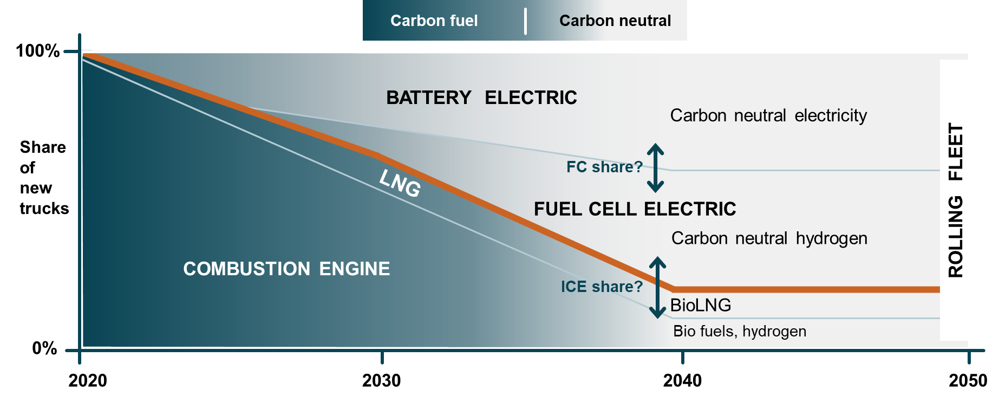 Carbon fuel
Carbon neutral
100%
BATTERY ELECTRIC
Carbon neutral electricity
Share
of
new
trucks
FC share?
LNG
FUEL CELL ELECTRIC
Carbon neutral hydrogen
ROLLING FLEET
COMBUSTION ENGINE
ICE share?
BioLNG
Bio fuels, hydrogen
0%
2020
2030
2040
2050